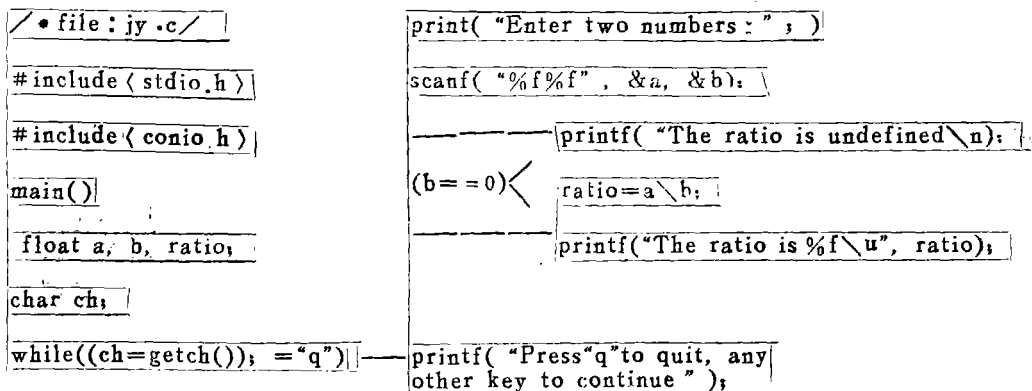 /• file: jy.c/
#include〈stdio.h〉
#include〈conio.h〉
main()
float a, b, ratio;
char ch;
while((ch=getch()); ="q")
print( "Enter two numbers:" ; )
scanf( "%f%f" , &a, &b);
(b==0)<
printf( "The ratio is undefined\n);
ratio=a\b;
printf("The ratio is %f\u", ratio);
printf( "Press"q"to quit, any
other key to continue " );